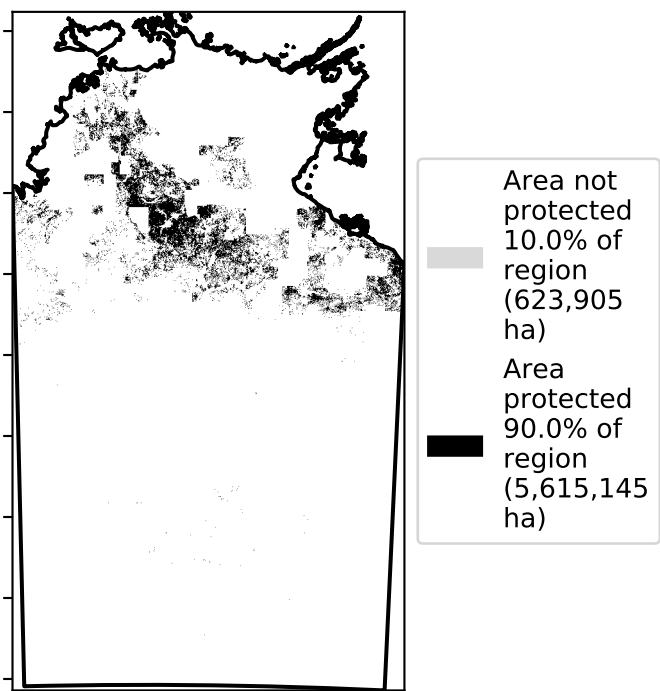 Area not
protected
10.0% of
region
(623,905
ha)
Area
protected
90.0% of
region
(5,615,145
ha)